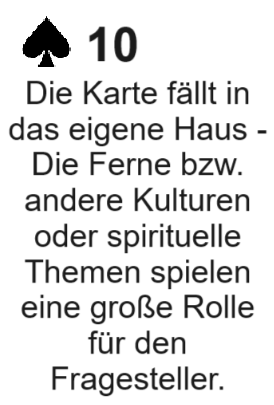 ♠ 10
Die Karte fällt in
das eigene Haus -
Die Ferne bzw.
andere Kulturen
oder spirituelle
Themen spielen
eine große Rolle
für den
Fragesteller.